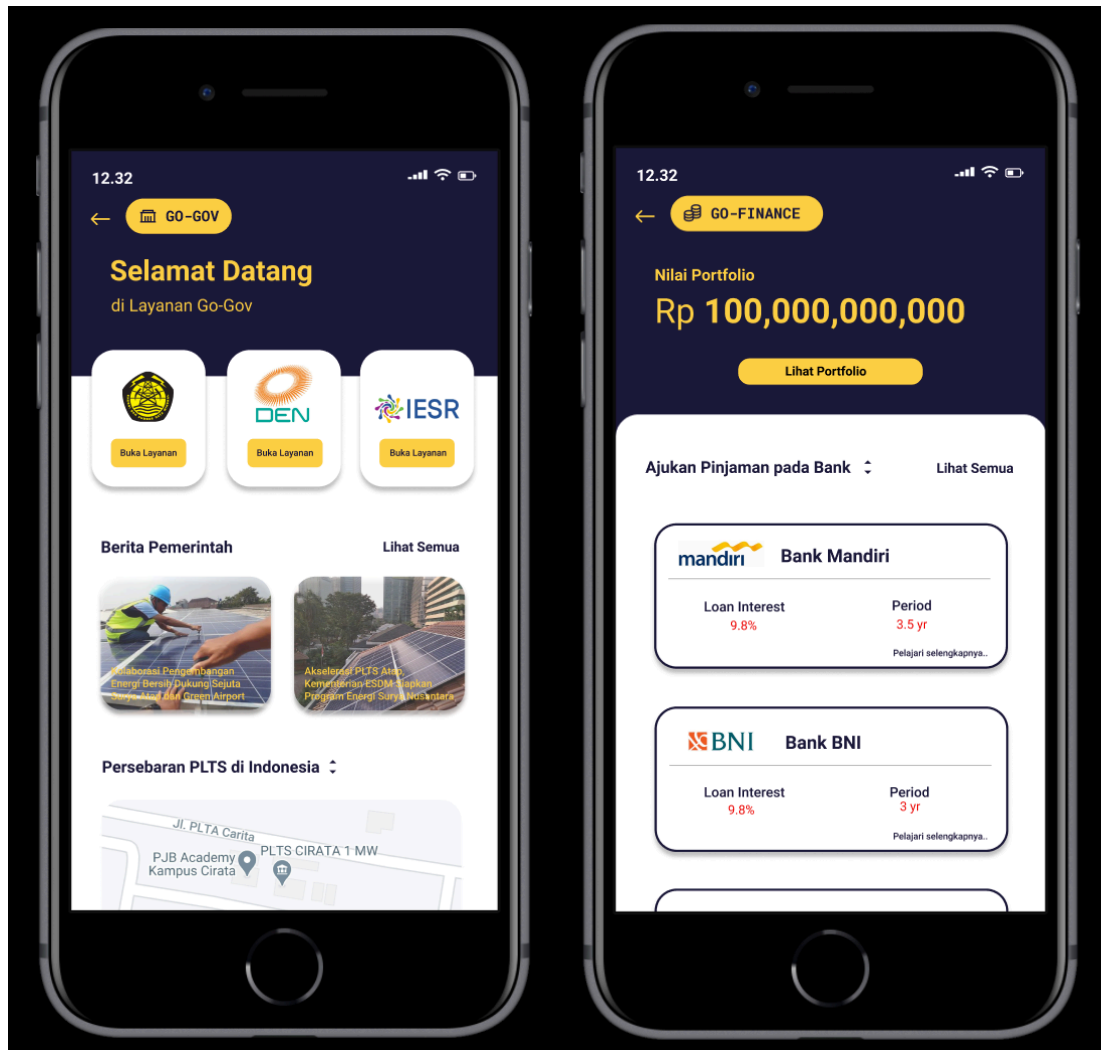 12.32
GO-GOV
Selamat Datang
di Layanan Go-Gov
DEN
IESR
Buka Layanan
Buka Layanan
Buka Layanan
Berita Pemerintah
Lihat Semua
Kolaborasi Pengembangan
Energi Bersih Dukung Sejuta
Surya Atap dan Green Airport
Akselerasi PLTS Atap,
Kementerian ESDM Siapkan
Program Energi Surya Nusantara
Persebaran PLTS di Indonesia
Jl. PLTA Carita
PJB Academy
Kampus Cirata
PLTS CIRATA 1 MW
12.32
GO-FINANCE
Nilai Portfolio
Rp 100,000,000,000
Lihat Portfolio
Ajukan Pinjaman pada Bank
Lihat Semua
mandırı
Bank Mandiri
Loan Interest
Period
9.8%
3.5 yr
Pelajari selengkapnya..
BNI
Bank BNI
Loan Interest
Period
9.8%
3 yr
Pelajari selengkapnya..